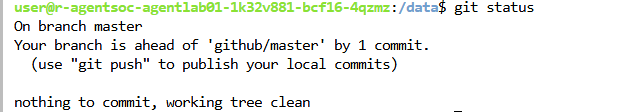 user@r-agentsoc-agentlab01-1k32v881-bcf16-4qzmz:/data$ git status
On branch master
Your branch is ahead of 'github/master' by 1 commit.
  (use "git push" to publish your local commits)

nothing to commit, working tree clean